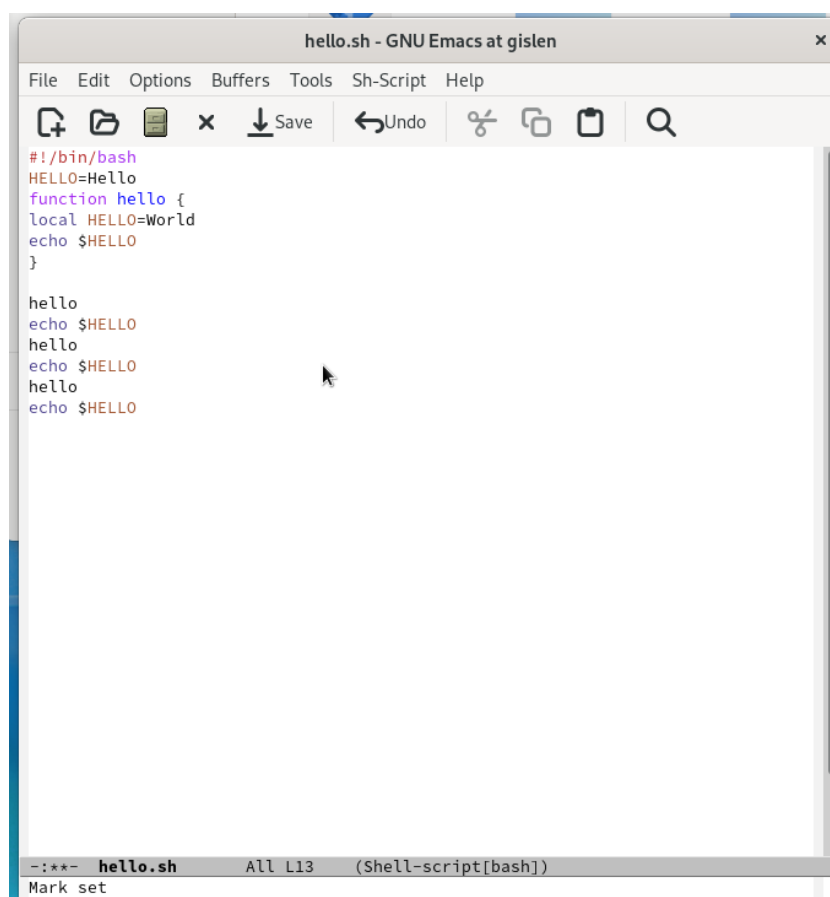 hello.sh - GNU Emacs at gislen
File Edit Options Buffers Tools Sh-Script Help
Save Undo
#!/bin/bash
HELLO=Hello
function hello {
local HELLO=World
echo $HELLO
}
hello
echo $HELLO
hello
echo $HELLO
hello
echo $HELLO
-:**- hello.sh All L13 (Shell-script[bash])
Mark set